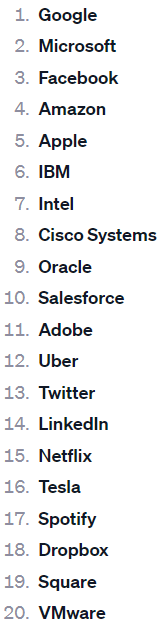 1. Google
2. Microsoft
3. Facebook
4. Amazon
5. Apple
6. IBM
7. Intel
8. Cisco Systems
9. Oracle
10. Salesforce
11. Adobe
12. Uber
13. Twitter
14. LinkedIn
15. Netflix
16. Tesla
17. Spotify
18. Dropbox
19. Square
20. VMware